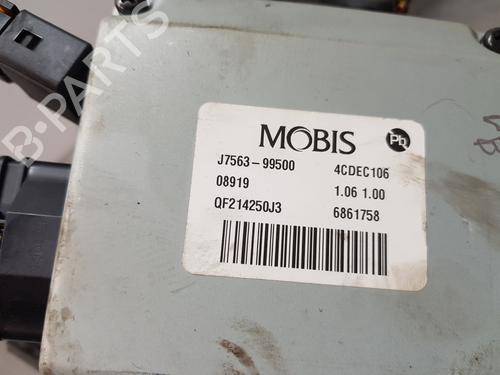 MOBIS Pb
J7563-99500 4CDEC106
08919 1.06 1.00
QF214250J3 6861758
B-PARTS